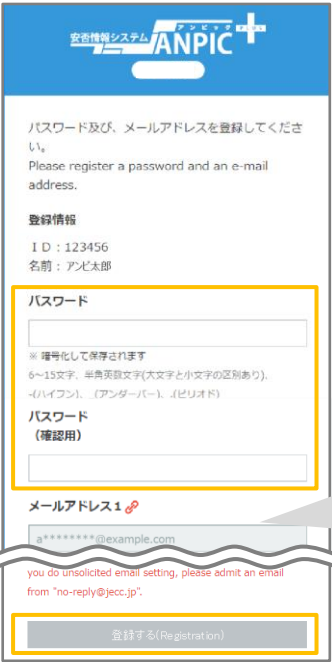 アンピックプラス
安否情報システム ANPIC+
パスワード及び、メールアドレスを登録してくださ
い。
Please register a password and an e-mail
address.
登録情報
ＩＤ：123456
名前：アンピ太郎
パスワード
※ 暗号化して保存されます
6～15文字、半角英数文字(大文字と小文字の区別あり)、
-(ハイフン)、_(アンダーバー)、.(ピリオド)
パスワード
（確認用）
メールアドレス１
a********@example.com
you do unsolicited email setting, please admit an email
from "no-reply@jecc.jp".
登録する(Registration)